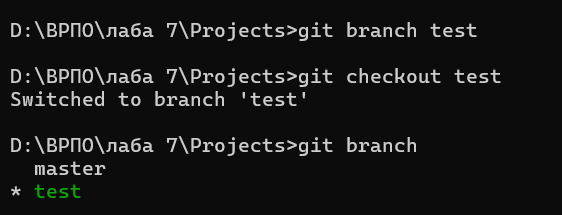 D:\ВРПО\лаба 7\Projects>git branch test
D:\ВРПО\лаба 7\Projects>git checkout test
Switched to branch 'test'
D:\ВРПО\лаба 7\Projects>git branch
master
* test